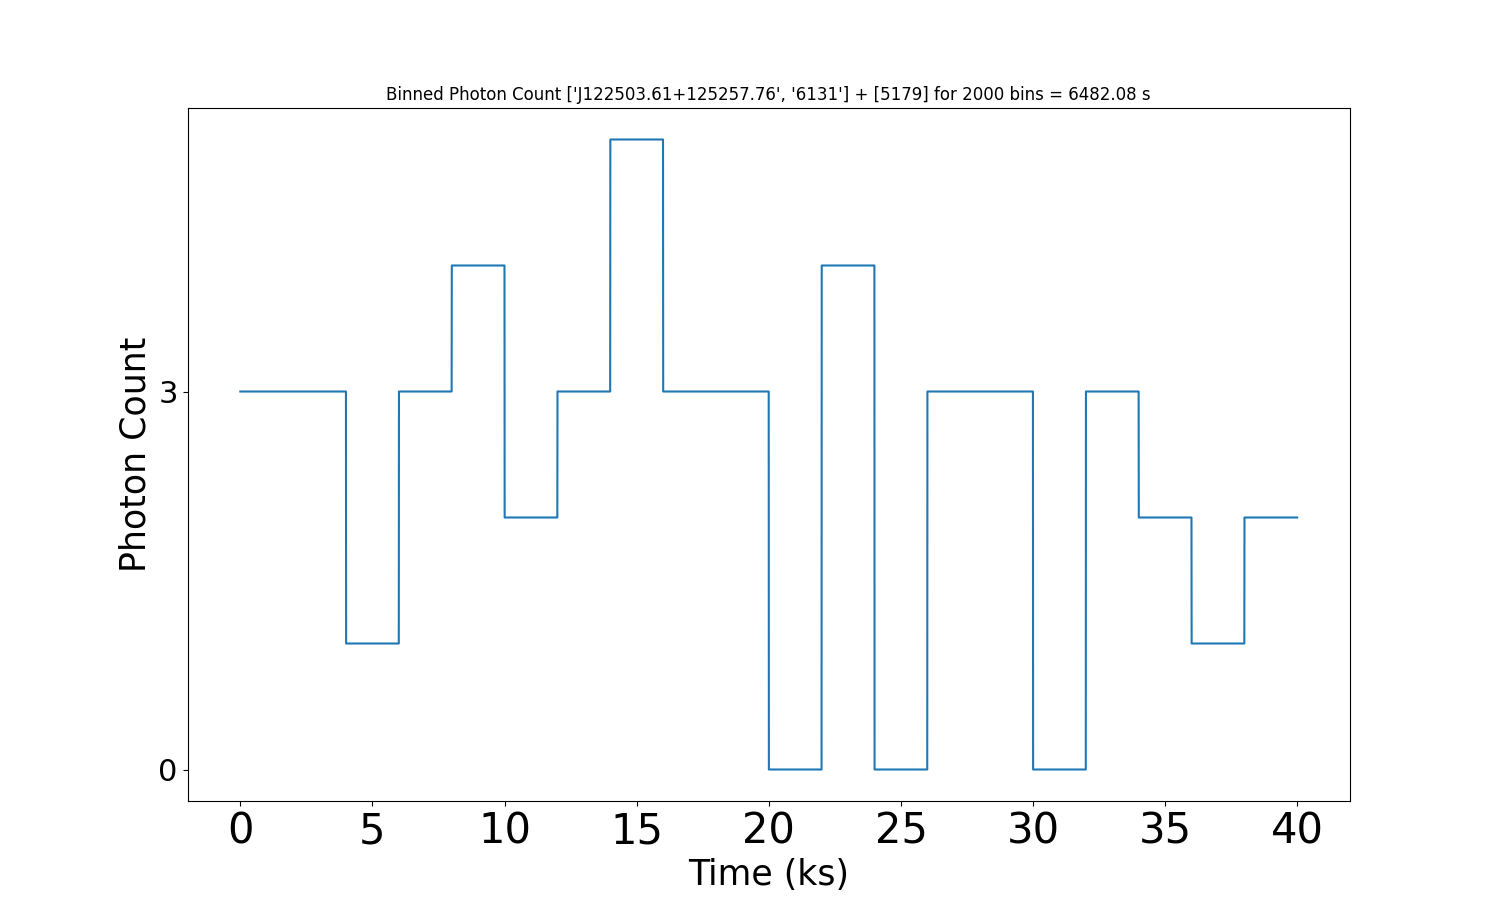 Binned Photon Count ['J122503.61+125257.76', '6131'] + [5179] for 2000 bins = 6482.08 s
Photon Count
3
0
0 5 10 15 20 25 30 35 40
Time (ks)